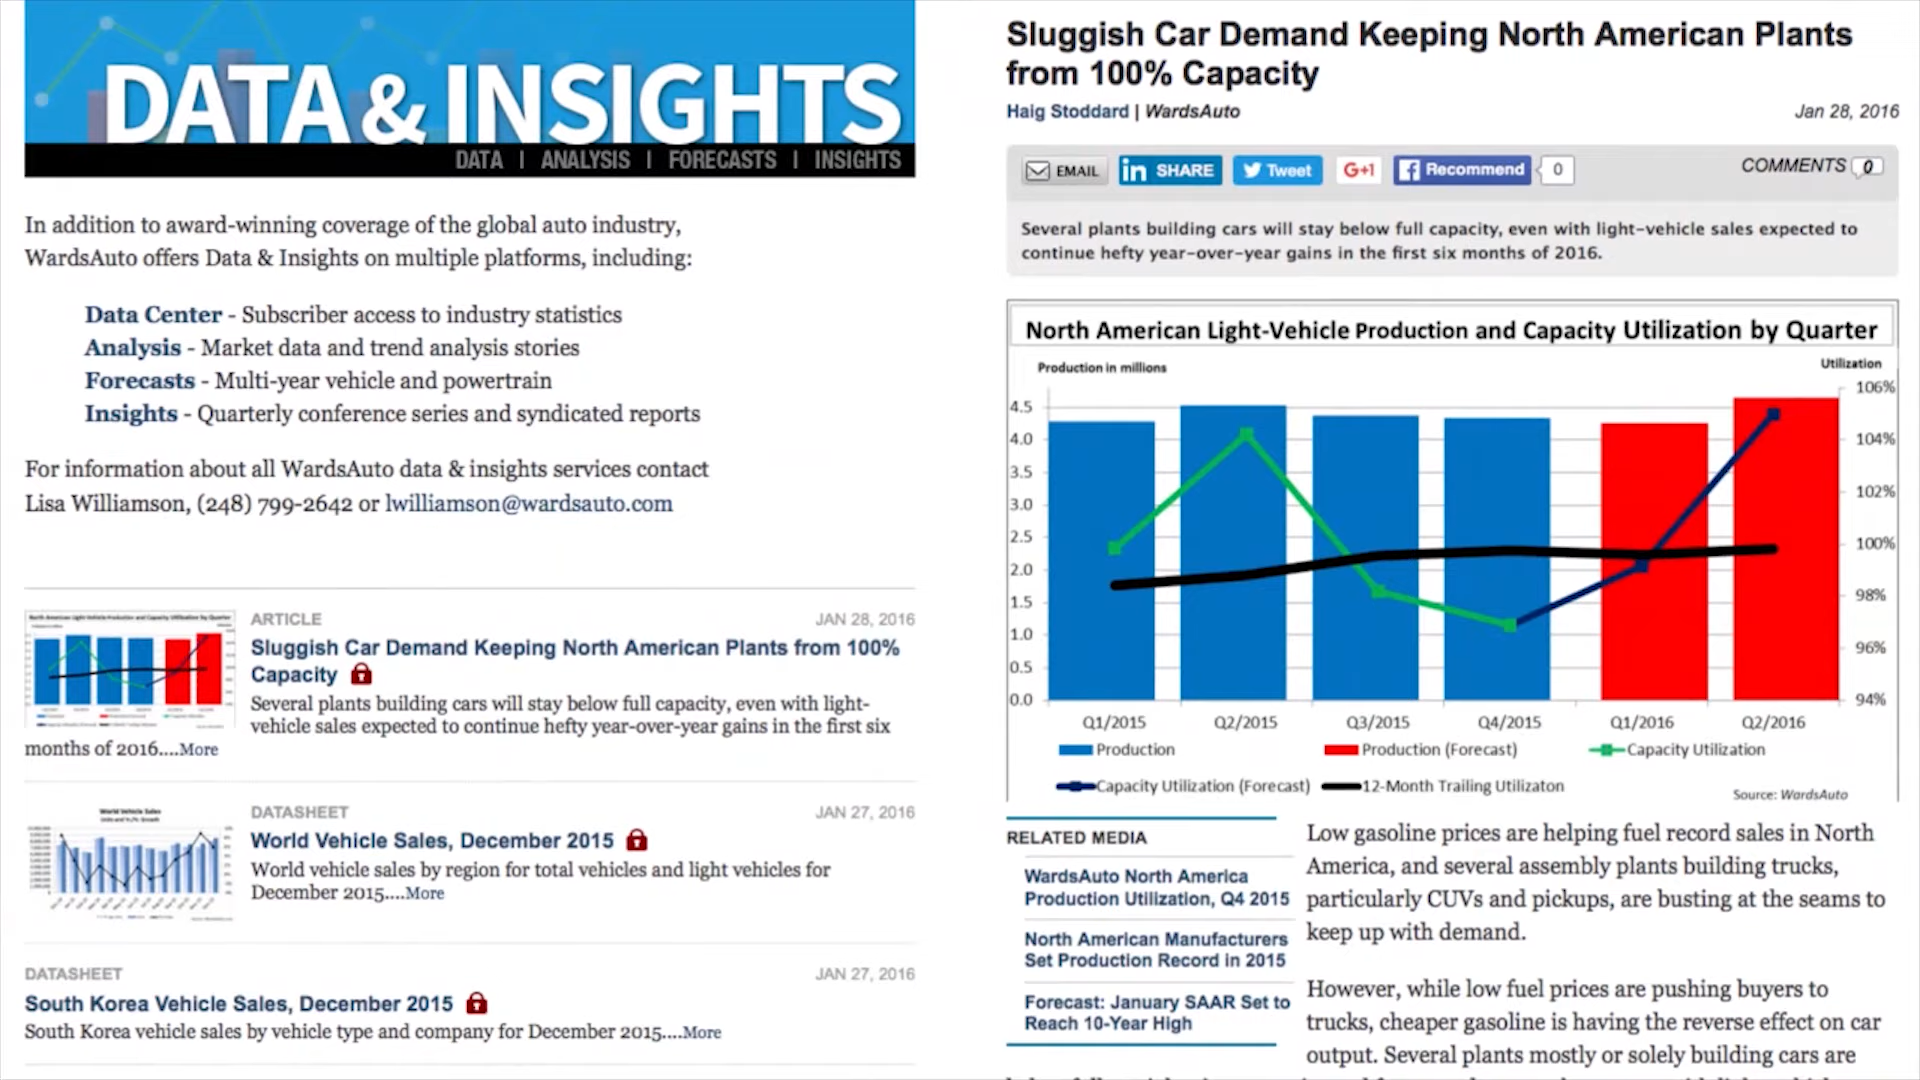 DATA & INSIGHTS
DATA | ANALYSIS | FORECASTS | INSIGHTS
In addition to award-winning coverage of the global auto industry,
WardsAuto offers Data & Insights on multiple platforms, including:
Data Center - Subscriber access to industry statistics
Analysis - Market data and trend analysis stories
Forecasts - Multi-year vehicle and powertrain
Insights - Quarterly conference series and syndicated reports
For information about all WardsAuto data & insights services contact
Lisa Williamson, (248) 799-2642 or lwilliamson@wardsauto.com
North American Light-Vehicle Production and Capacity Utilization by Quarter
ARTICLE JAN 28, 2016
Sluggish Car Demand Keeping North American Plants from 100%
Capacity
Several plants building cars will stay below full capacity, even with light-
vehicle sales expected to continue hefty year-over-year gains in the first six
months of 2016....More
World Vehicle Sales
DATASHEET JAN 27, 2016
World Vehicle Sales, December 2015
World vehicle sales by region for total vehicles and light vehicles for
December 2015....More
DATASHEET JAN 27, 2016
South Korea Vehicle Sales, December 2015
South Korea vehicle sales by vehicle type and company for December 2015....More
Sluggish Car Demand Keeping North American Plants
from 100% Capacity
Haig Stoddard | WardsAuto Jan 28, 2016
EMAIL in SHARE Tweet G+1 f Recommend 0 COMMENTS 0
Several plants building cars will stay below full capacity, even with light-vehicle sales expected to
continue hefty year-over-year gains in the first six months of 2016.
North American Light-Vehicle Production and Capacity Utilization by Quarter
Production in millions Utilization
106%
4.5
4.0 104%
3.5
102%
3.0
2.5
100%
2.0
98%
1.5
1.0
96%
0.5
0.0 94%
Q1/2015 Q2/2015 Q3/2015 Q4/2015 Q1/2016 Q2/2016
Production Production (Forecast) Capacity Utilization
Capacity Utilization (Forecast) 12-Month Trailing Utilizaton
Source: WardsAuto
RELATED MEDIA
WardsAuto North America
Production Utilization, Q4 2015
North American Manufacturers
Set Production Record in 2015
Forecast: January SAAR Set to
Reach 10-Year High
Low gasoline prices are helping fuel record sales in North
America, and several assembly plants building trucks,
particularly CUVs and pickups, are busting at the seams to
keep up with demand.
However, while low fuel prices are pushing buyers to
trucks, cheaper gasoline is having the reverse effect on car
output. Several plants mostly or solely building cars are